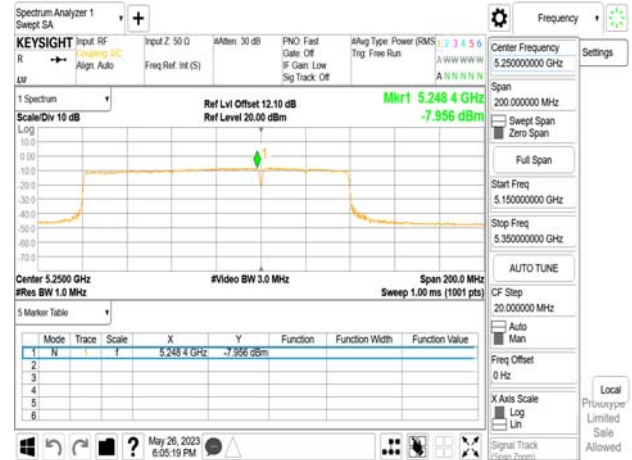 Spectrum Analyzer 1
Swept SA
+
Frequency
KEYSIGHT Input: RF Input Z: 50 Ω #Atten: 30 dB PNO: Fast #Avg Type: Power (RMS) 1 2 3 4 5 6
R Coupling: DC Gate: Off Trig: Free Run A W W W W W
Align: Auto Freq Ref: Int (S) IF Gain: Low
Sig Track: Off A N N N N N
1 Spectrum
Scale/Div 10 dB
Ref Lvl Offset 12.10 dB
Ref Level 20.00 dBm
Mkr1 5.248 4 GHz
-7.956 dBm
Log
10.0
0.00
-10.0
-20.0
-30.0
-40.0
-50.0
-60.0
-70.0
1
Center 5.2500 GHz #Video BW 3.0 MHz Span 200.0 MHz
#Res BW 1.0 MHz Sweep 1.00 ms (1001 pts)
5 Marker Table
Mode Trace Scale X Y Function Function Width Function Value
1 N 1 f 5.248 4 GHz -7.956 dBm
2
3
4
5
6
May 26, 2023
6:05:19 PM
Center Frequency
5.250000000 GHz
Settings
Span
200.000000 MHz
Swept Span
Zero Span
Full Span
Start Freq
5.150000000 GHz
Stop Freq
5.350000000 GHz
AUTO TUNE
CF Step
20.000000 MHz
Auto
Man
Freq Offset
0 Hz
X Axis Scale
Log
Lin
Signal Track
(Span Zoom)
Local
Prototype
Limited
Sale
Allowed